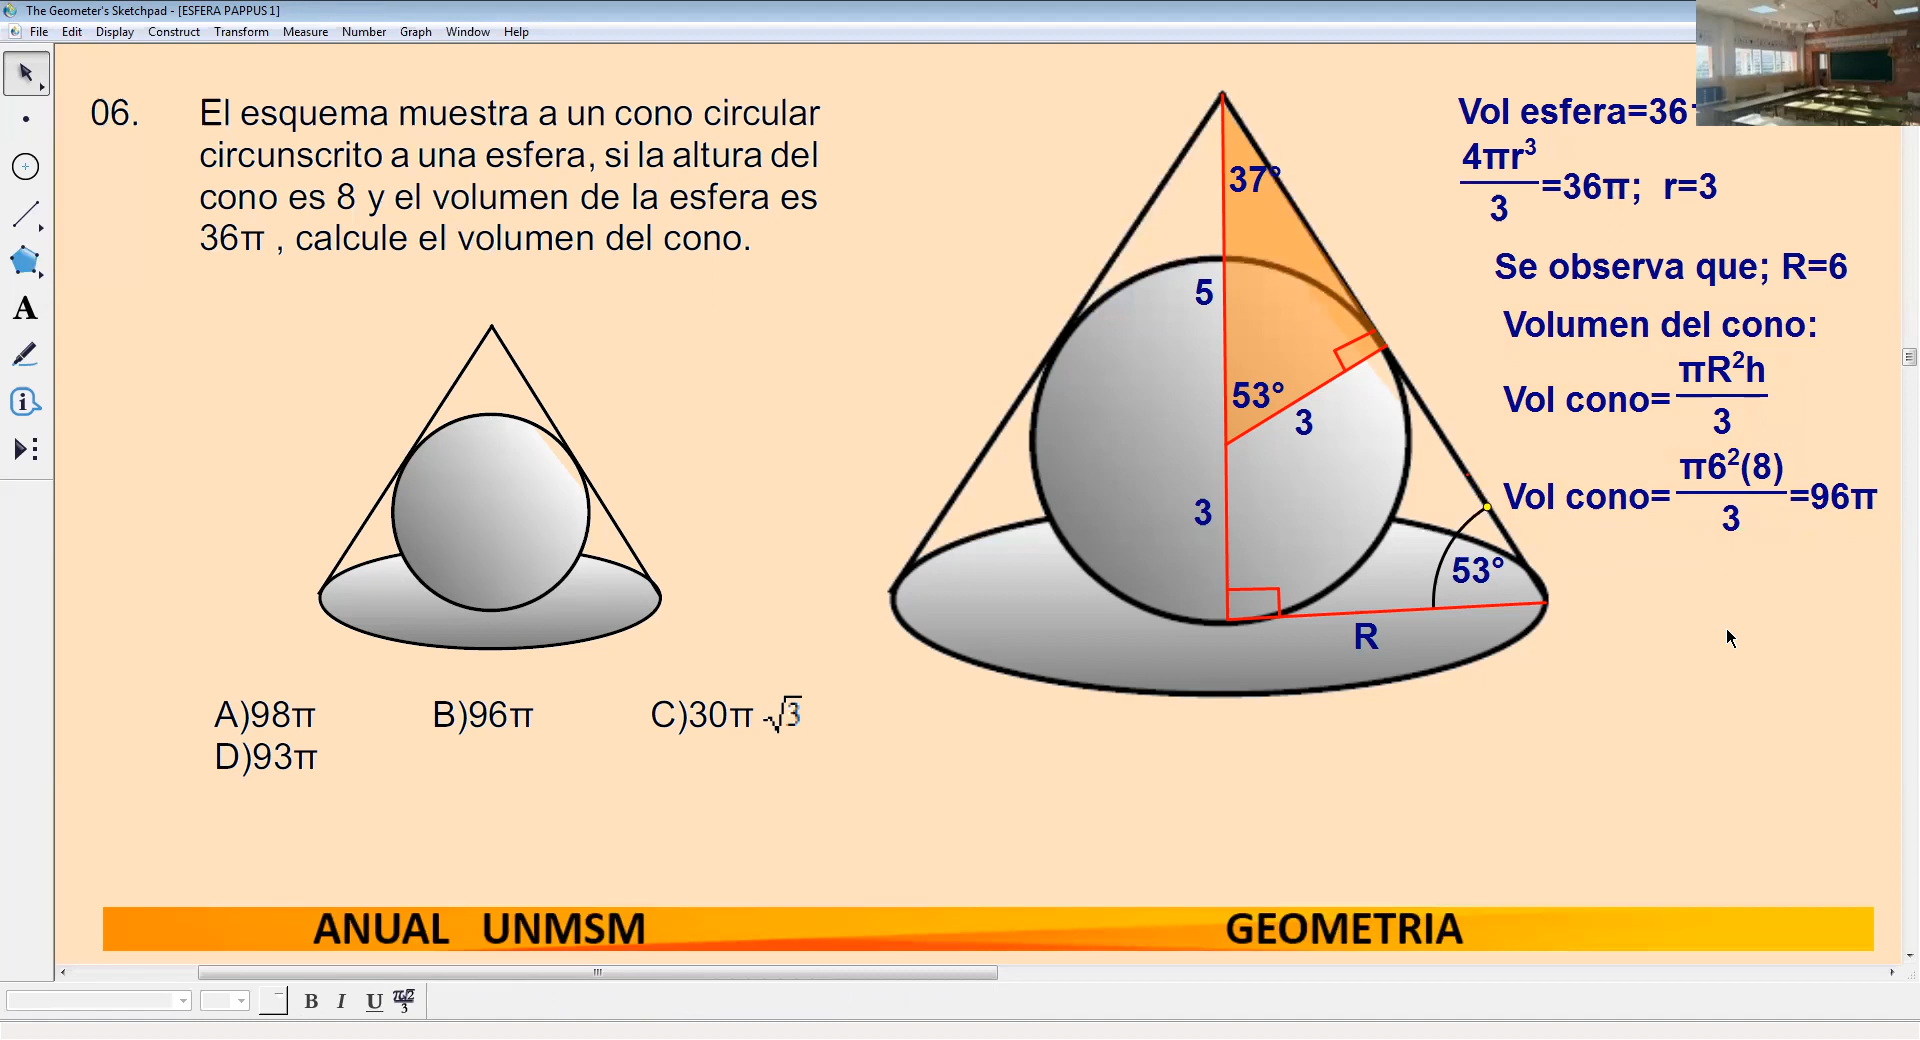 The Geometer's Sketchpad - [ESFERA PAPPUS 1]
File Edit Display Construct Transform Measure Number Graph Window Help
06. El esquema muestra a un cono circular
circunscrito a una esfera, si la altura del
cono es 8 y el volumen de la esfera es
36π , calcule el volumen del cono.
A)98π B)96π C)30π √3
D)93π
37°
5
53°
3
3
53°
R
Vol esfera=36
4πr³/3=36π; r=3
Se observa que; R=6
Volumen del cono:
Vol cono=πR²h/3
Vol cono=π6²(8)/3=96π
ANUAL UNMSM GEOMETRIA
B I U